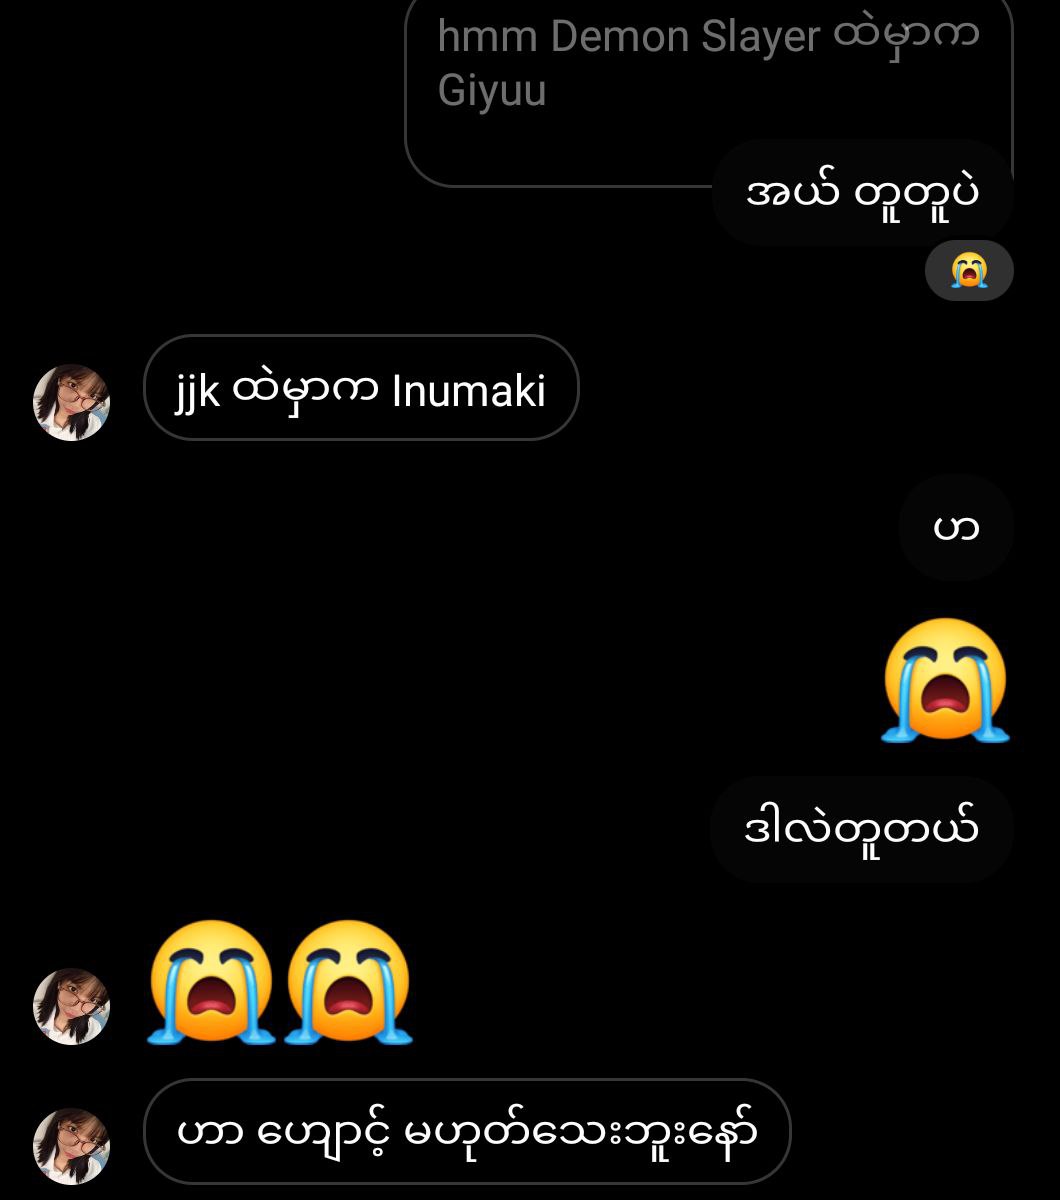 hmm Demon Slayer ထဲမှာက
Giyuu
အယ် တူတူပဲ
jjk ထဲမှာက Inumaki
ဟ
ဒါလဲတူတယ်
ဟာ ဟျောင့် မဟုတ်သေးဘူးနော်